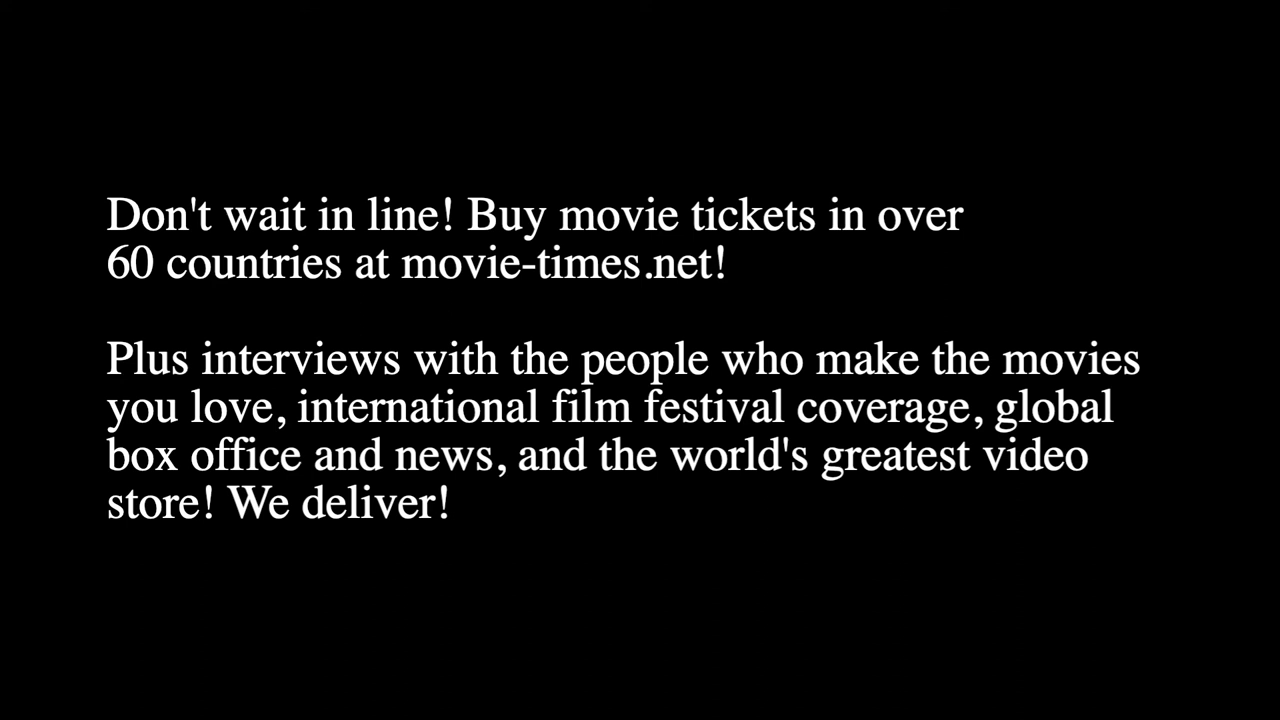 Don't wait in line! Buy movie tickets in over
60 countries at movie-times.net!
Plus interviews with the people who make the movies
you love, international film festival coverage, global
box office and news, and the world's greatest video
store! We deliver!